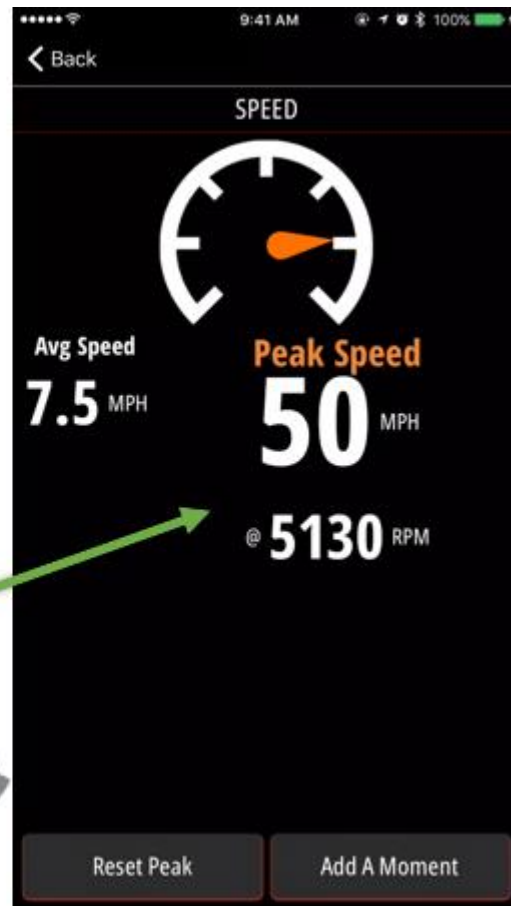 9:41 AM 100%
Back
SPEED
Avg Speed
7.5 MPH
Peak Speed
50 MPH
@ 5130 RPM
Reset Peak Add A Moment